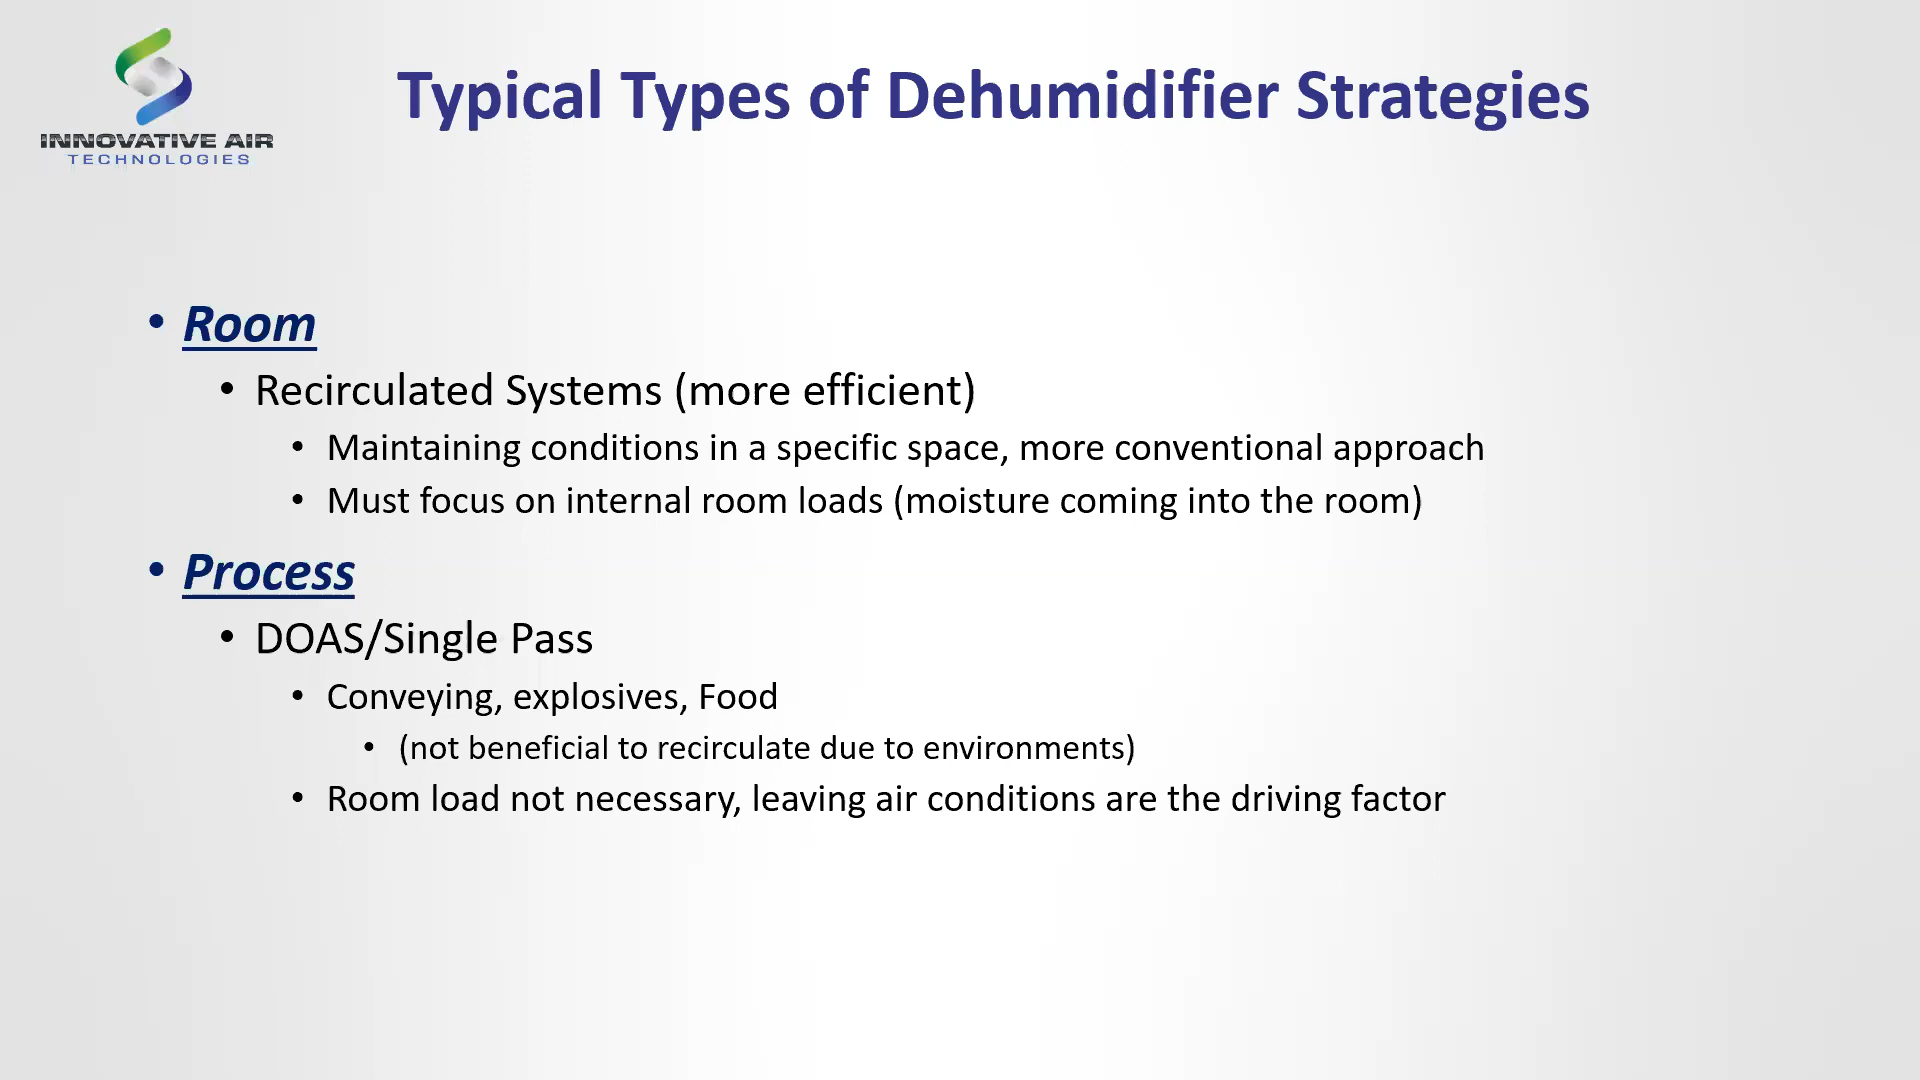 INNOVATIVE AIR
TECHNOLOGIES
Typical Types of Dehumidifier Strategies
• Room
• Recirculated Systems (more efficient)
• Maintaining conditions in a specific space, more conventional approach
• Must focus on internal room loads (moisture coming into the room)
• Process
• DOAS/Single Pass
• Conveying, explosives, Food
• (not beneficial to recirculate due to environments)
• Room load not necessary, leaving air conditions are the driving factor